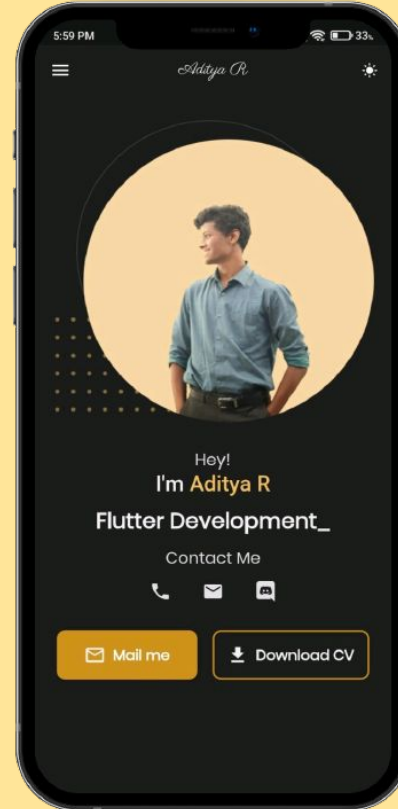 5:59 PM
33%
Aditya R
Hey!
I'm Aditya R
Flutter Development_
Contact Me
Mail me
Download CV